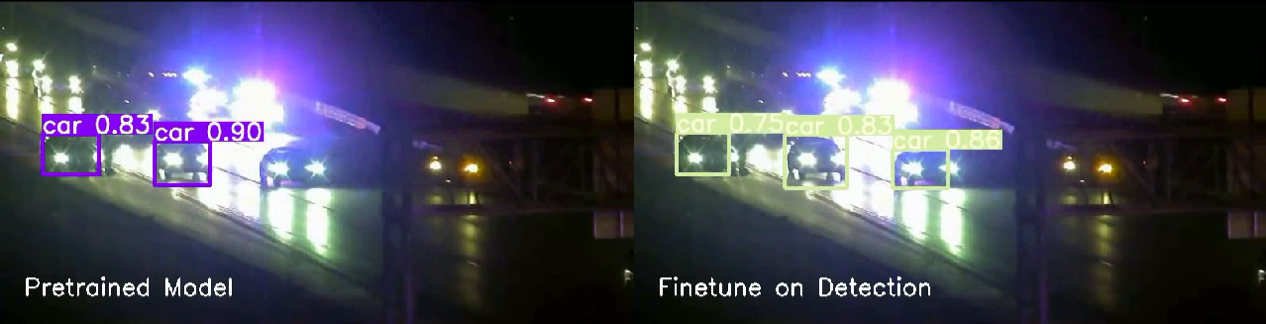 car 0.83
car 0.90
Pretrained Model
car 0.75
car 0.83
car 0.86
Finetune on Detection